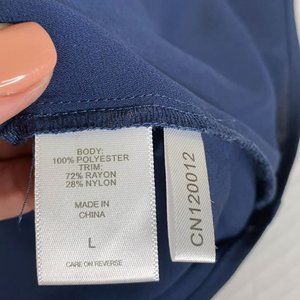 BODY:
100% POLYESTER
TRIM:
72% RAYON
28% NYLON
MADE IN
CHINA
L
CARE ON REVERSE
CN120012